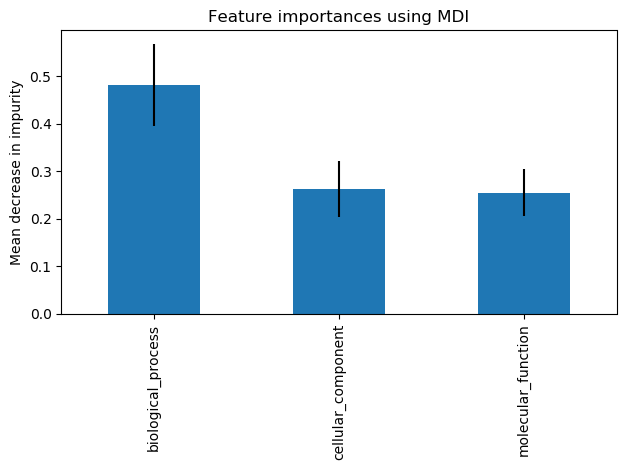 Feature importances using MDI
Mean decrease in impurity
0.5
0.4
0.3
0.2
0.1
0.0
biological_process
cellular_component
molecular_function